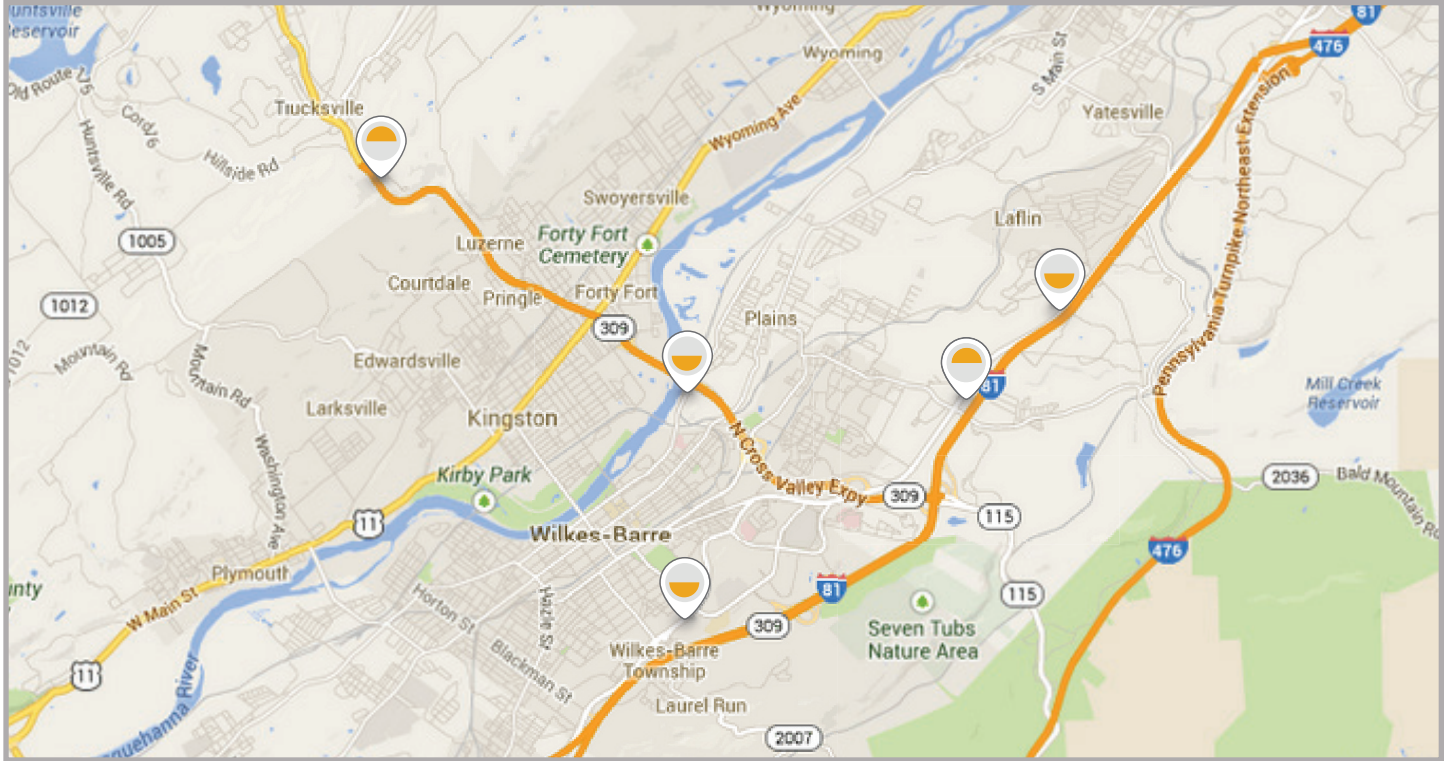 untsville
Reservoir
Wyoming
81
476
Wyoming
S Main St
Old Route 115
Trucksville
Cord/6
Yatesville
Hillside Rd
Huntsville Rd
Wyoming Ave
Pennsylvania Turnpike Northeast Extension
Swoyersville
Laflin
1005
Luzerne
Forty Fort
Cemetery
Courtdale
Pringle
Forty Fort
1012
309
Plains
1012
Mountain Rd
Edwardsville
Mountain Rd
81
Mill Creek
Reservoir
Larksville
Kingston
N Cross Valley Expy
Washington Ave
Kirby Park
2036
Bald Mountain Rd
309
115
11
Wilkes-Barre
476
Plymouth
unty
81
115
Horton St
Hazle St
W Main St
309
Seven Tubs
Nature Area
Blackman St
Wilkes-Barre
Township
11
Laurel Run
quehanna River
2007